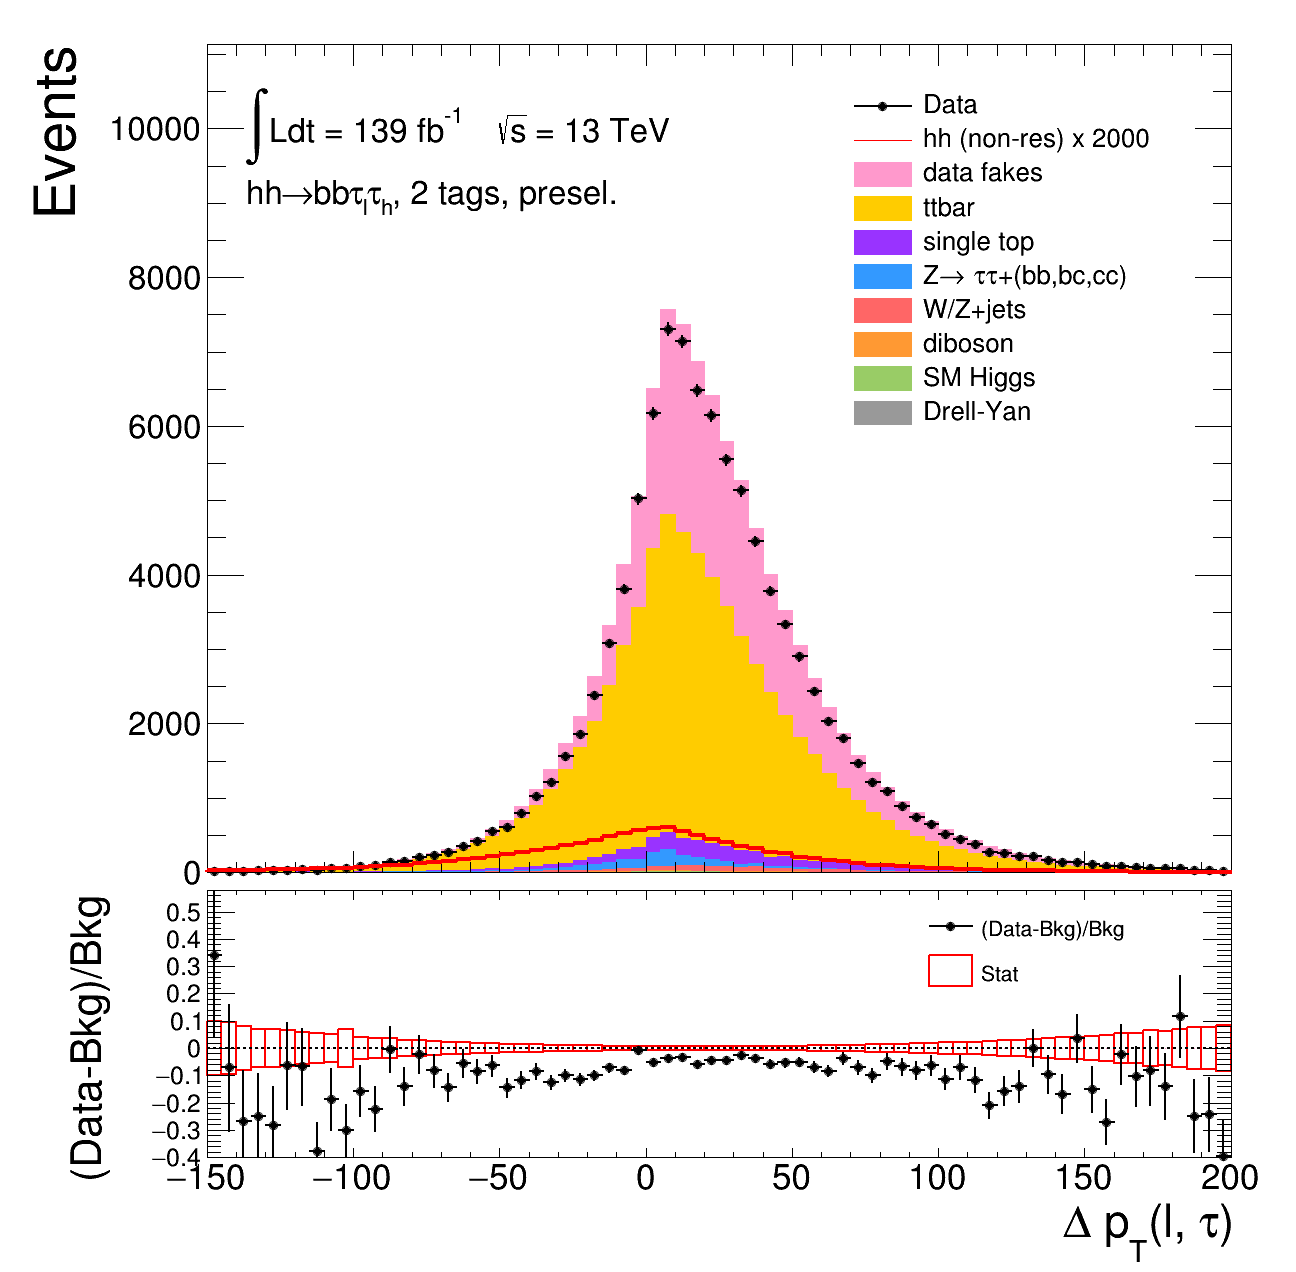 Events
10000
8000
6000
4000
2000
0
∫Ldt = 139 fb⁻¹ √s = 13 TeV
hh→bbτ_lτ_h, 2 tags, presel.
Data
hh (non-res) x 2000
data fakes
ttbar
single top
Z→ ττ+(bb,bc,cc)
W/Z+jets
diboson
SM Higgs
Drell-Yan
(Data-Bkg)/Bkg
0.5
0.4
0.3
0.2
0.1
0
−0.1
−0.2
−0.3
−0.4
(Data-Bkg)/Bkg
Stat
−150 −100 −50 0 50 100 150 200
Δ p_T(l, τ)